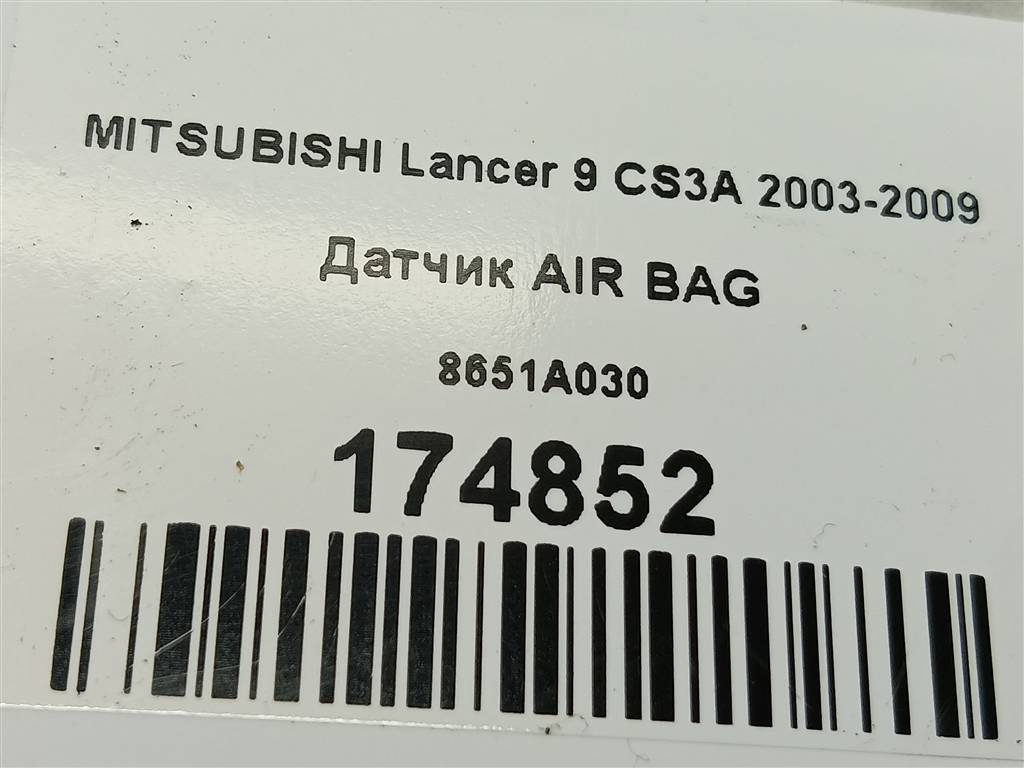 MITSUBISHI Lancer 9 CS3A 2003-2009
Датчик AIR BAG
8651A030
174852